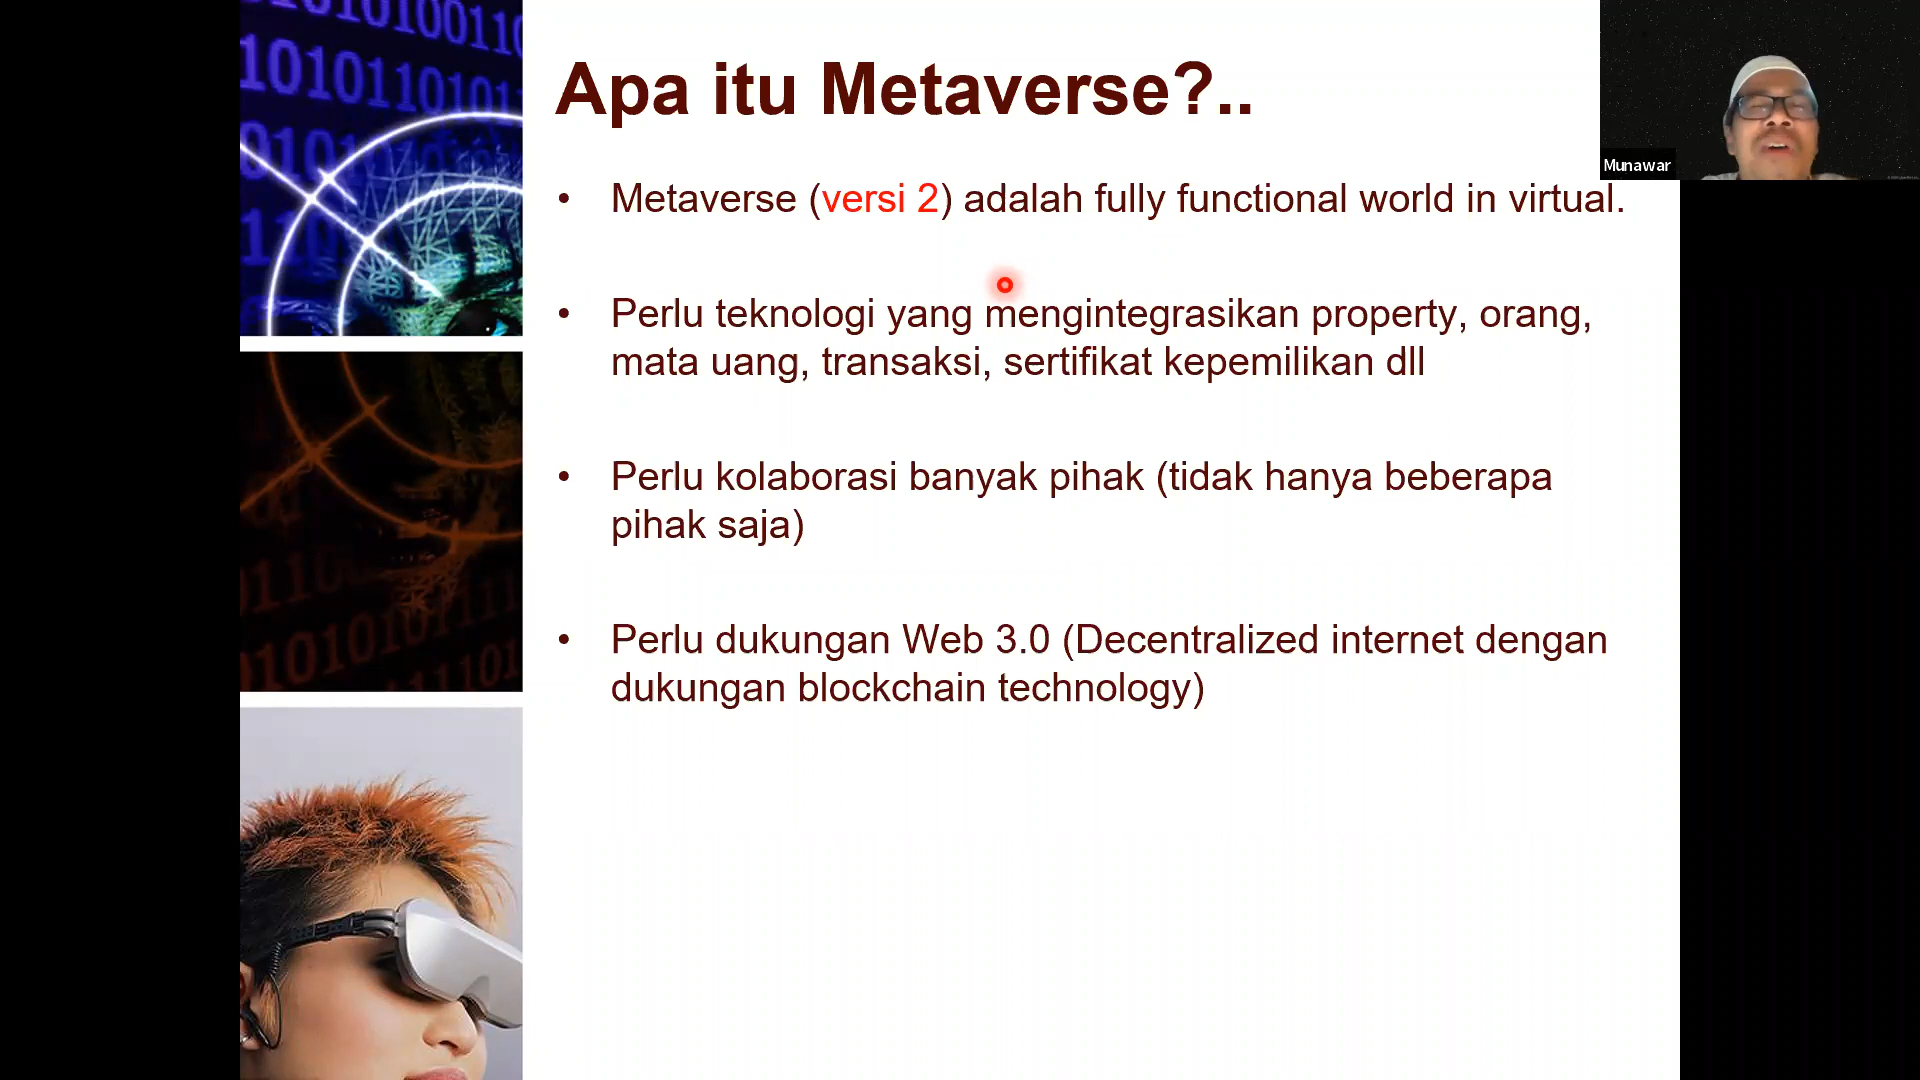 Apa itu Metaverse?..
Munawar
• Metaverse (versi 2) adalah fully functional world in virtual.
• Perlu teknologi yang mengintegrasikan property, orang,
mata uang, transaksi, sertifikat kepemilikan dll
• Perlu kolaborasi banyak pihak (tidak hanya beberapa
pihak saja)
• Perlu dukungan Web 3.0 (Decentralized internet dengan
dukungan blockchain technology)